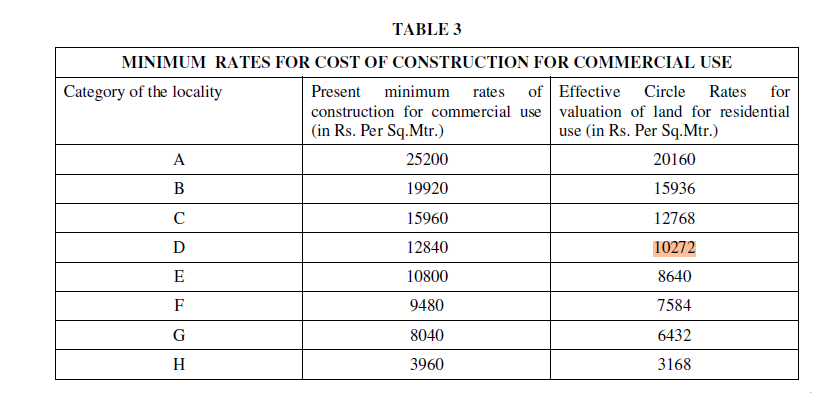 TABLE 3
MINIMUM RATES FOR COST OF CONSTRUCTION FOR COMMERCIAL USE
Category of the locality
Present minimum rates of
construction for commercial use
(in Rs. Per Sq.Mtr.)
Effective Circle Rates for
valuation of land for residential
use (in Rs. Per Sq.Mtr.)
A 25200 20160
B 19920 15936
C 15960 12768
D 12840 10272
E 10800 8640
F 9480 7584
G 8040 6432
H 3960 3168